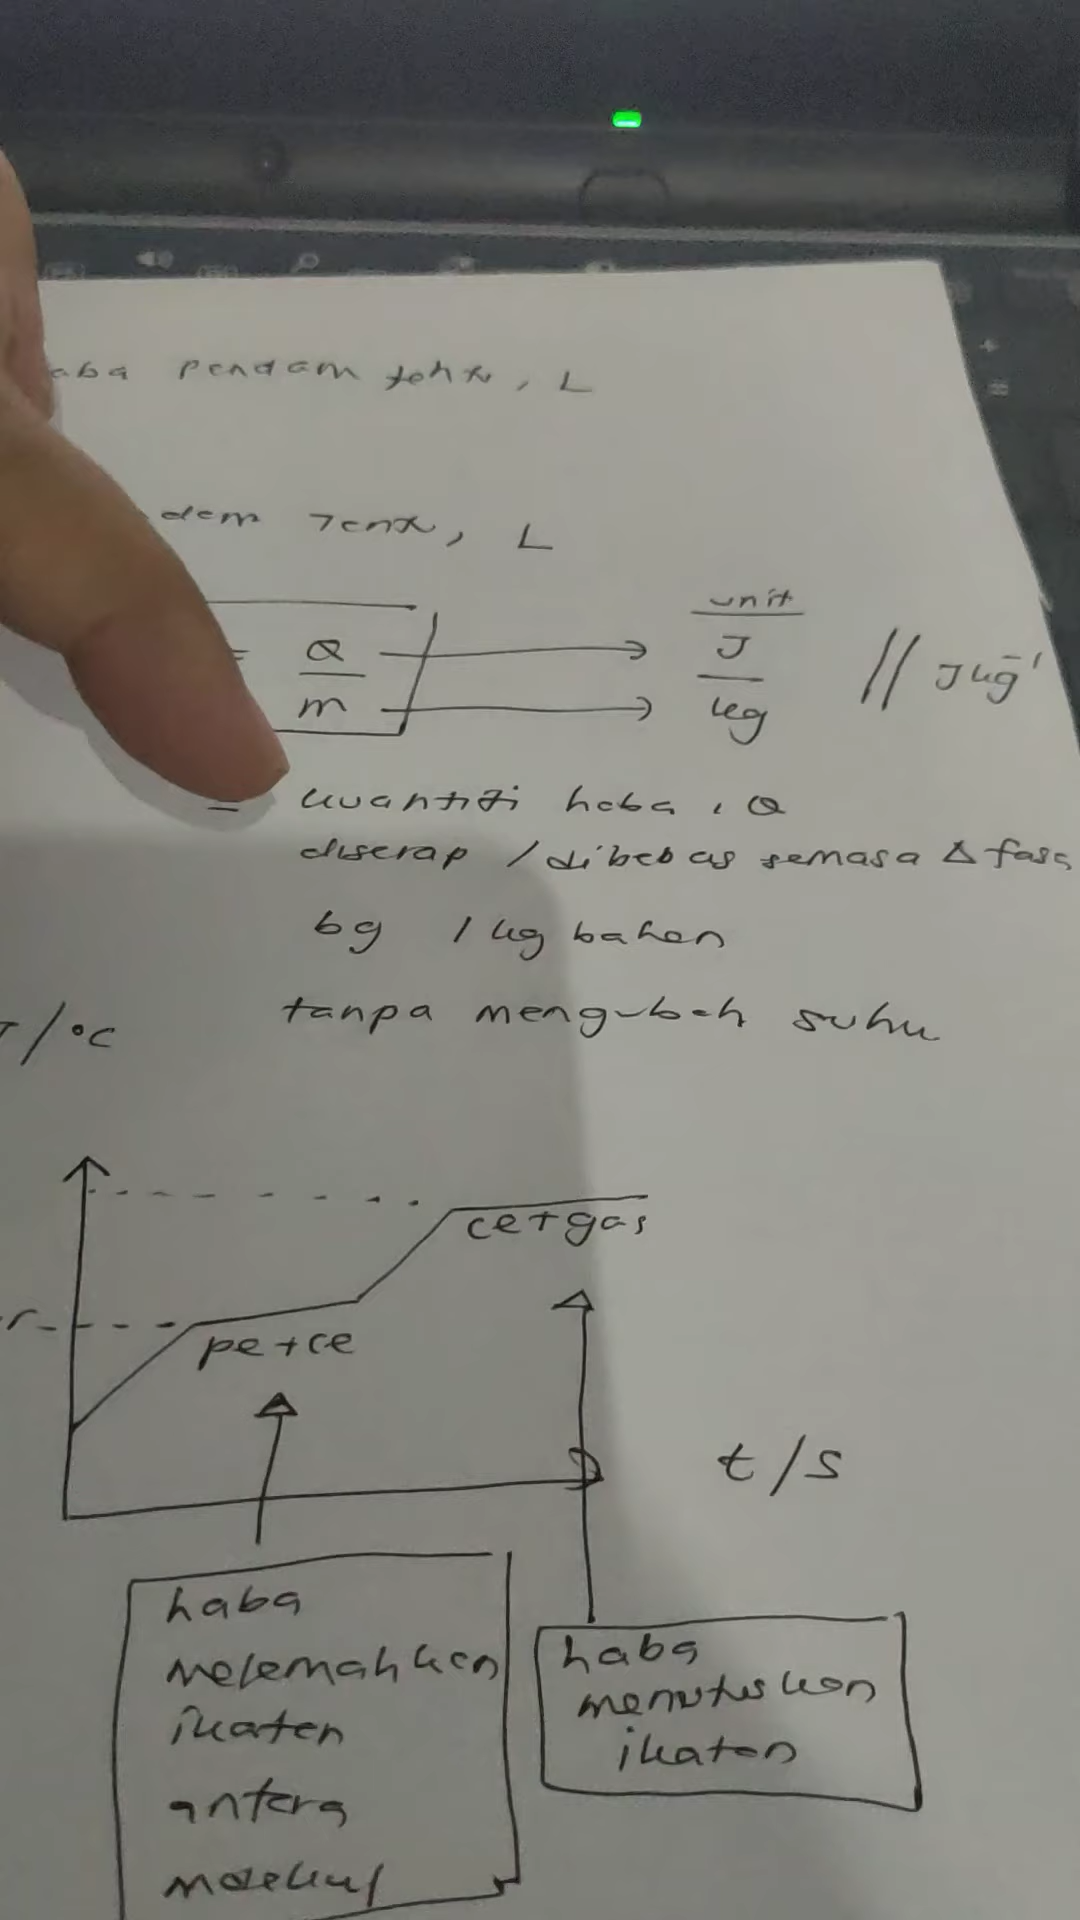 aba pendam tentu, L
dam Tentu, L
= Q/m
unit
J/kg // Jkg⁻¹
= kuantiti haba, Q
diserap / dibebas semasa Δ fasa
bg 1 kg bahan
T/°C
tanpa mengubah suhu
ce+gas
pe+ce
t/s
haba
melemahkan
ikatan
antara
molekul
haba
memutuskan
ikatan